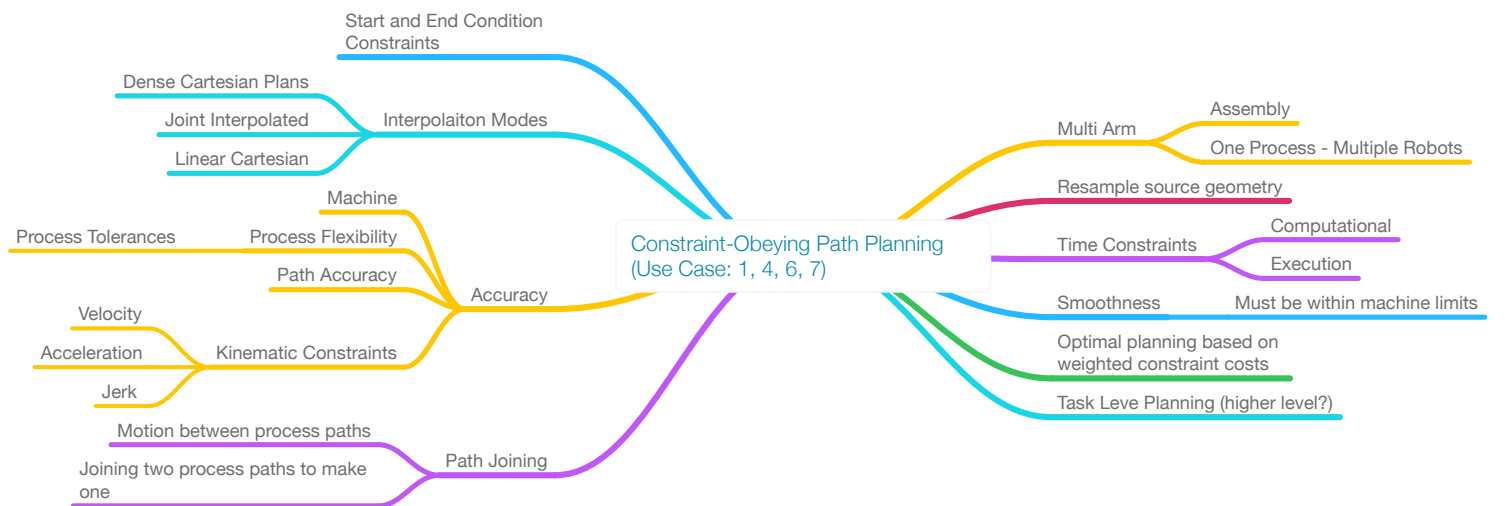 Start and End Condition
Constraints
Dense Cartesian Plans
Joint Interpolated
Linear Cartesian
Interpolaiton Modes
Machine
Process Tolerances
Process Flexibility
Path Accuracy
Accuracy
Velocity
Acceleration
Jerk
Kinematic Constraints
Motion between process paths
Joining two process paths to make
one
Path Joining
Constraint-Obeying Path Planning
(Use Case: 1, 4, 6, 7)
Multi Arm
Assembly
One Process - Multiple Robots
Resample source geometry
Time Constraints
Computational
Execution
Smoothness
Must be within machine limits
Optimal planning based on
weighted constraint costs
Task Leve Planning (higher level?)